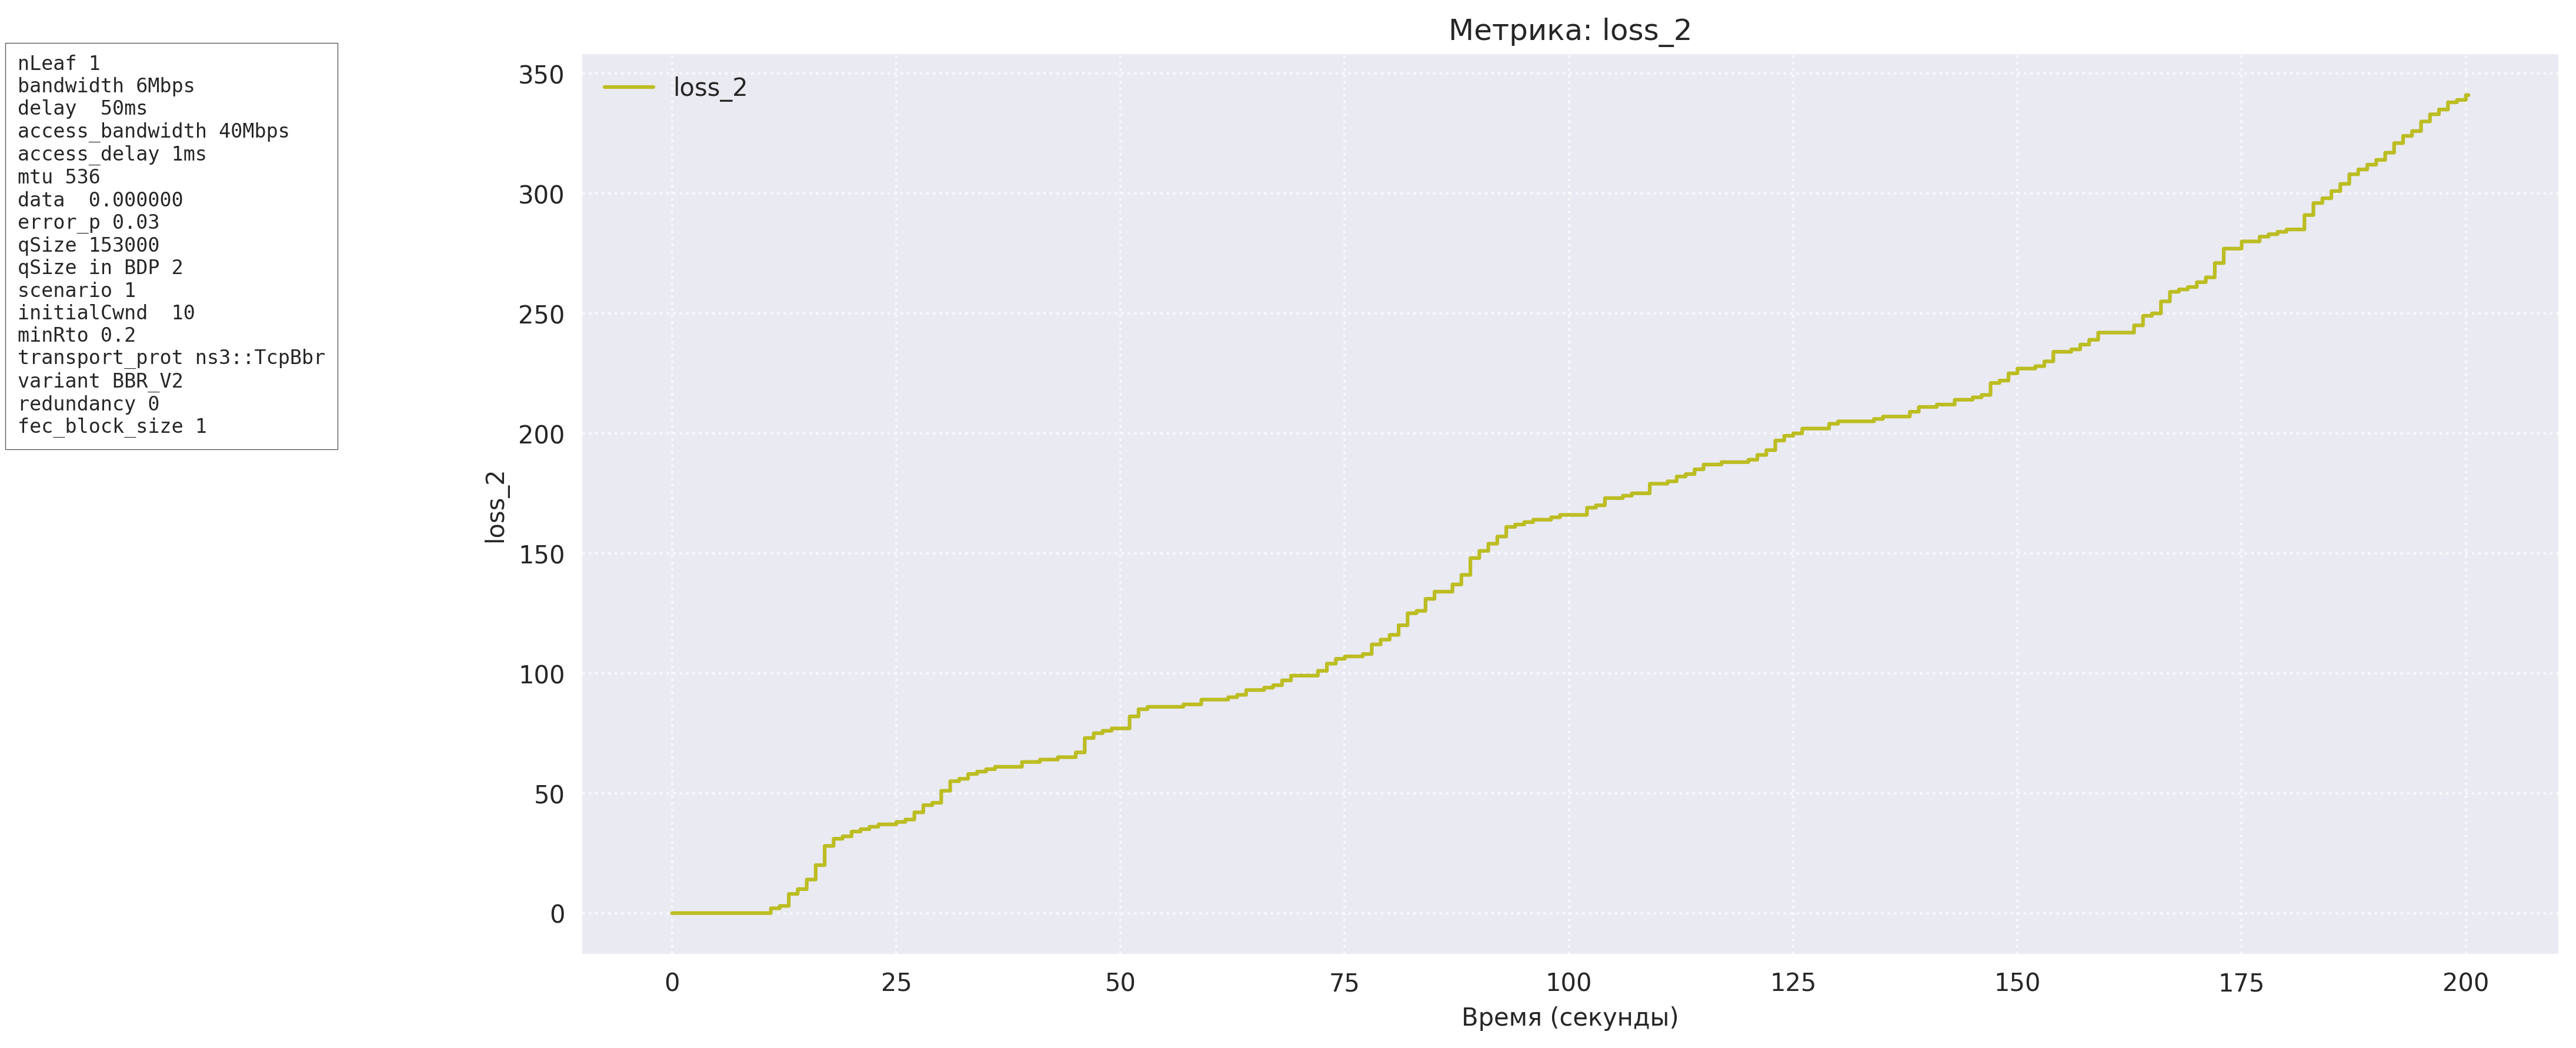 nLeaf 1
bandwidth 6Mbps
delay  50ms
access_bandwidth 40Mbps
access_delay 1ms
mtu 536
data  0.000000
error_p 0.03
qSize 153000
qSize in BDP 2
scenario 1
initialCwnd  10
minRto 0.2
transport_prot ns3::TcpBbr
variant BBR_V2
redundancy 0
fec_block_size 1
Метрика: loss_2
loss_2
350
300
250
200
150
100
50
0
loss_2
0 25 50 75 100 125 150 175 200
Время (секунды)